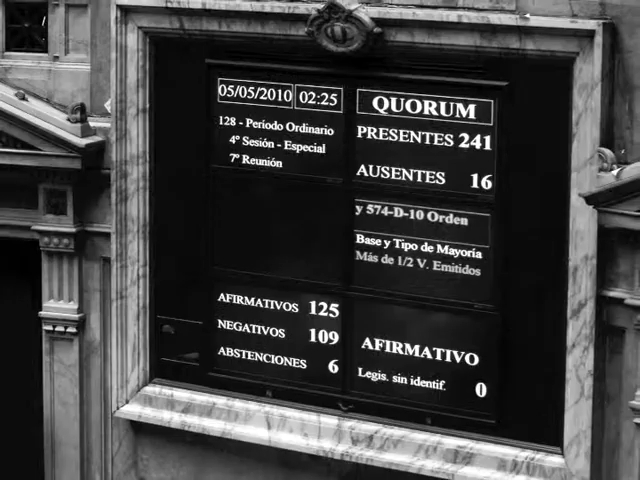 05/05/2010 02:25
128 - Período Ordinario
4º Sesión - Especial
7º Reunión
QUORUM
PRESENTES 241
AUSENTES 16
y 574-D-10 Orden
Base y Tipo de Mayoría
Más de 1/2 V. Emitidos
AFIRMATIVOS 125
NEGATIVOS 109
ABSTENCIONES 6
AFIRMATIVO
Legis. sin identif. 0